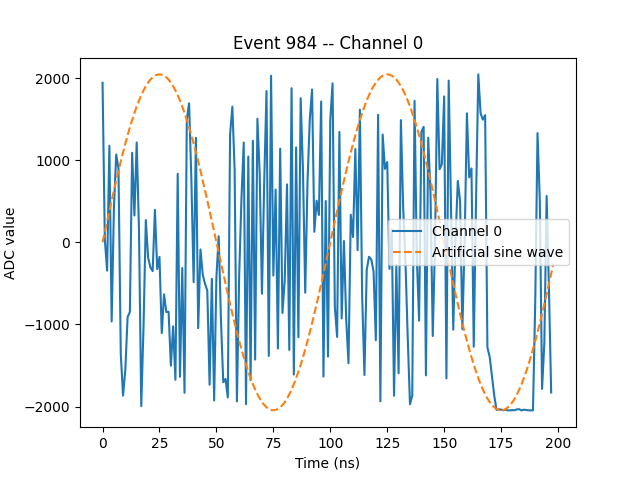 Event 984 -- Channel 0
ADC value
2000
1000
0
−1000
−2000
Channel 0
Artificial sine wave
0 25 50 75 100 125 150 175 200
Time (ns)